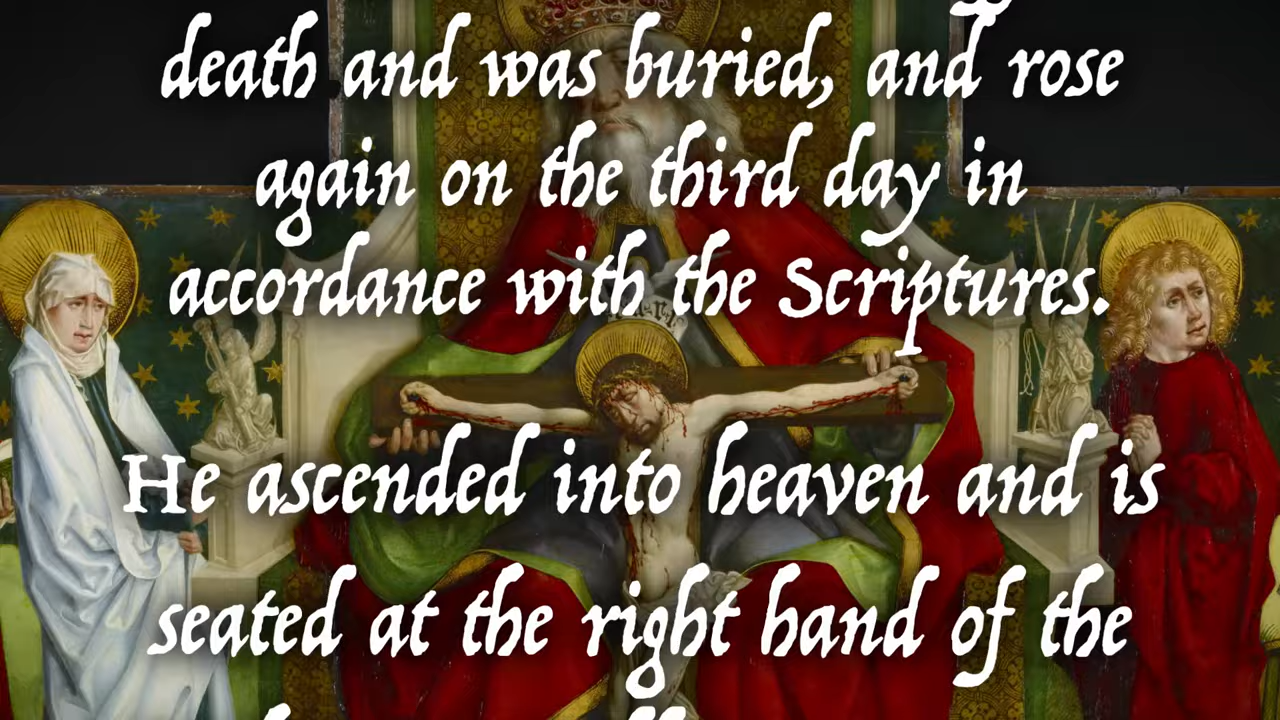 death and was buried, and rose
again on the third day in
accordance with the Scriptures.
He ascended into heaven and is
seated at the right hand of the